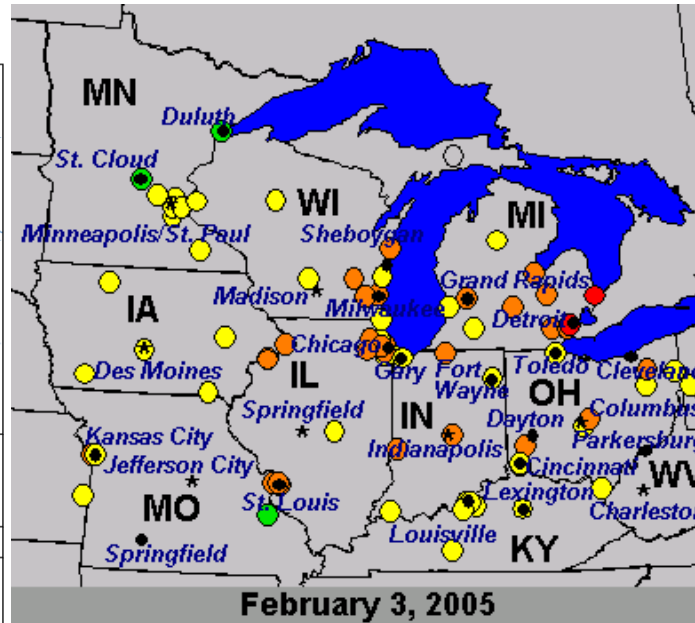 MN
Duluth
St. Cloud
WI
MI
Minneapolis/St. Paul
Sheboygan
Grand Rapids
Madison
Milwaukee
IA
Detroit
Chicago
Des Moines
Gary
Fort
Wayne
Toledo
Cleveland
IL
OH
Springfield
IN
Dayton
Columbus
Kansas City
Indianapolis
Parkersburg
Jefferson City
Cincinnati
WV
MO
St. Louis
Lexington
Charleston
Louisville
KY
Springfield
February 3, 2005